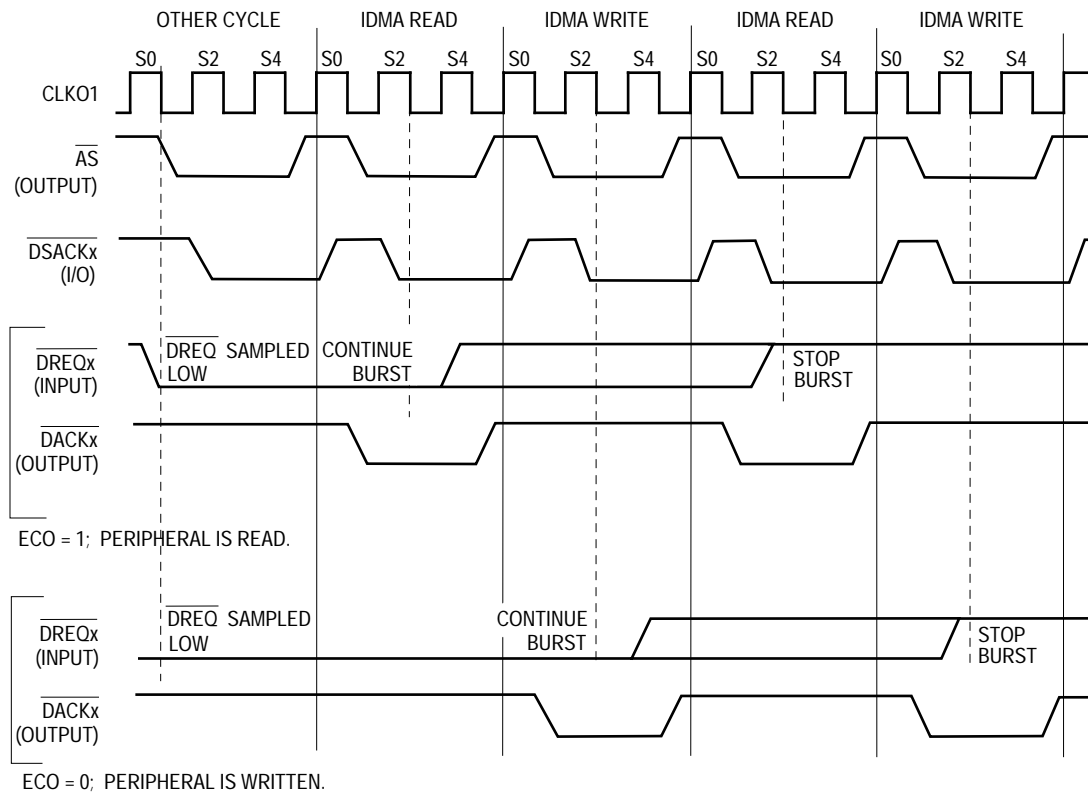 OTHER CYCLE IDMA READ IDMA WRITE IDMA READ IDMA WRITE
S0 S2 S4 S0 S2 S4 S0 S2 S4 S0 S2 S4 S0 S2 S4
CLKO1
AS
(OUTPUT)
DSACKx
(I/O)
DREQx
(INPUT)
DREQ SAMPLED
LOW
CONTINUE
BURST
STOP
BURST
DACKx
(OUTPUT)
ECO = 1; PERIPHERAL IS READ.
DREQx
(INPUT)
DREQ SAMPLED
LOW
CONTINUE
BURST
STOP
BURST
DACKx
(OUTPUT)
ECO = 0; PERIPHERAL IS WRITTEN.